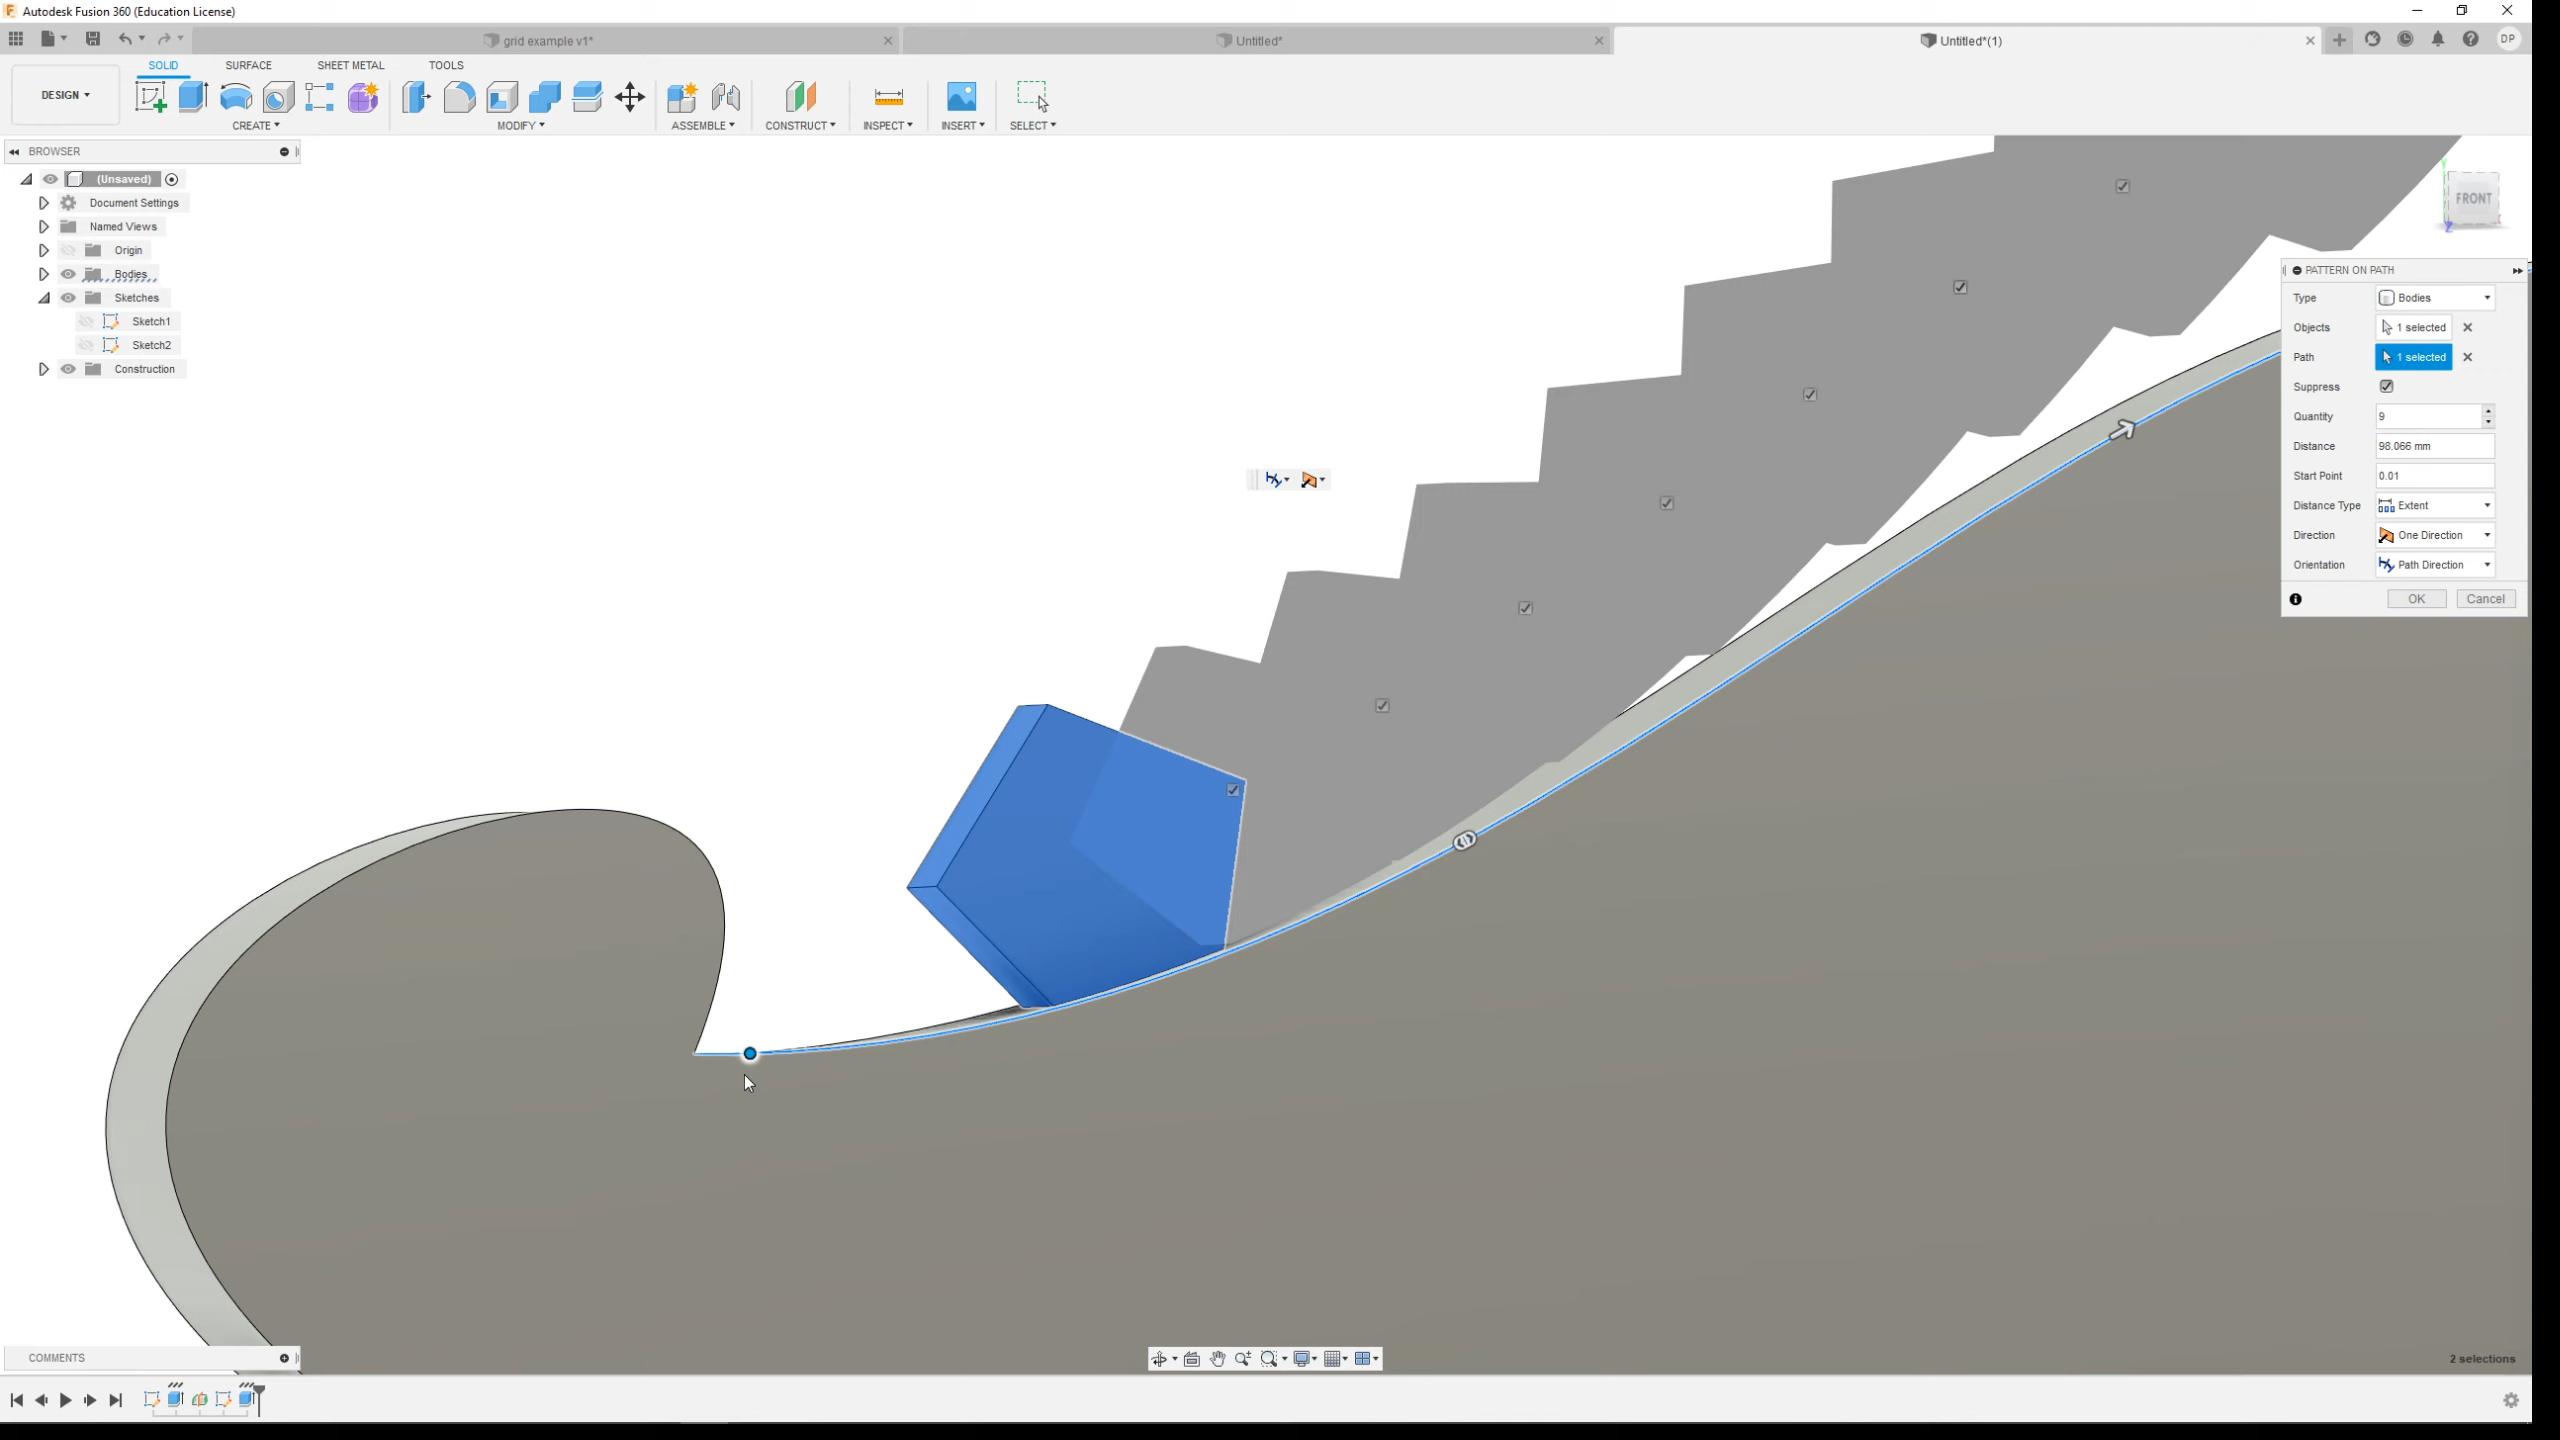 Autodesk Fusion 360 (Education License)
grid example v1*
Untitled*
Untitled*(1)
DP
SOLID SURFACE SHEET METAL TOOLS
DESIGN
CREATE MODIFY ASSEMBLE CONSTRUCT INSPECT INSERT SELECT
BROWSER
(Unsaved)
Document Settings
Named Views
Origin
Bodies
Sketches
Sketch1
Sketch2
Construction
FRONT
PATTERN ON PATH
Type Bodies
Objects 1 selected
Path 1 selected
Suppress
Quantity 9
Distance 98.066 mm
Start Point 0.01
Distance Type Extent
Direction One Direction
Orientation Path Direction
OK Cancel
COMMENTS
2 selections